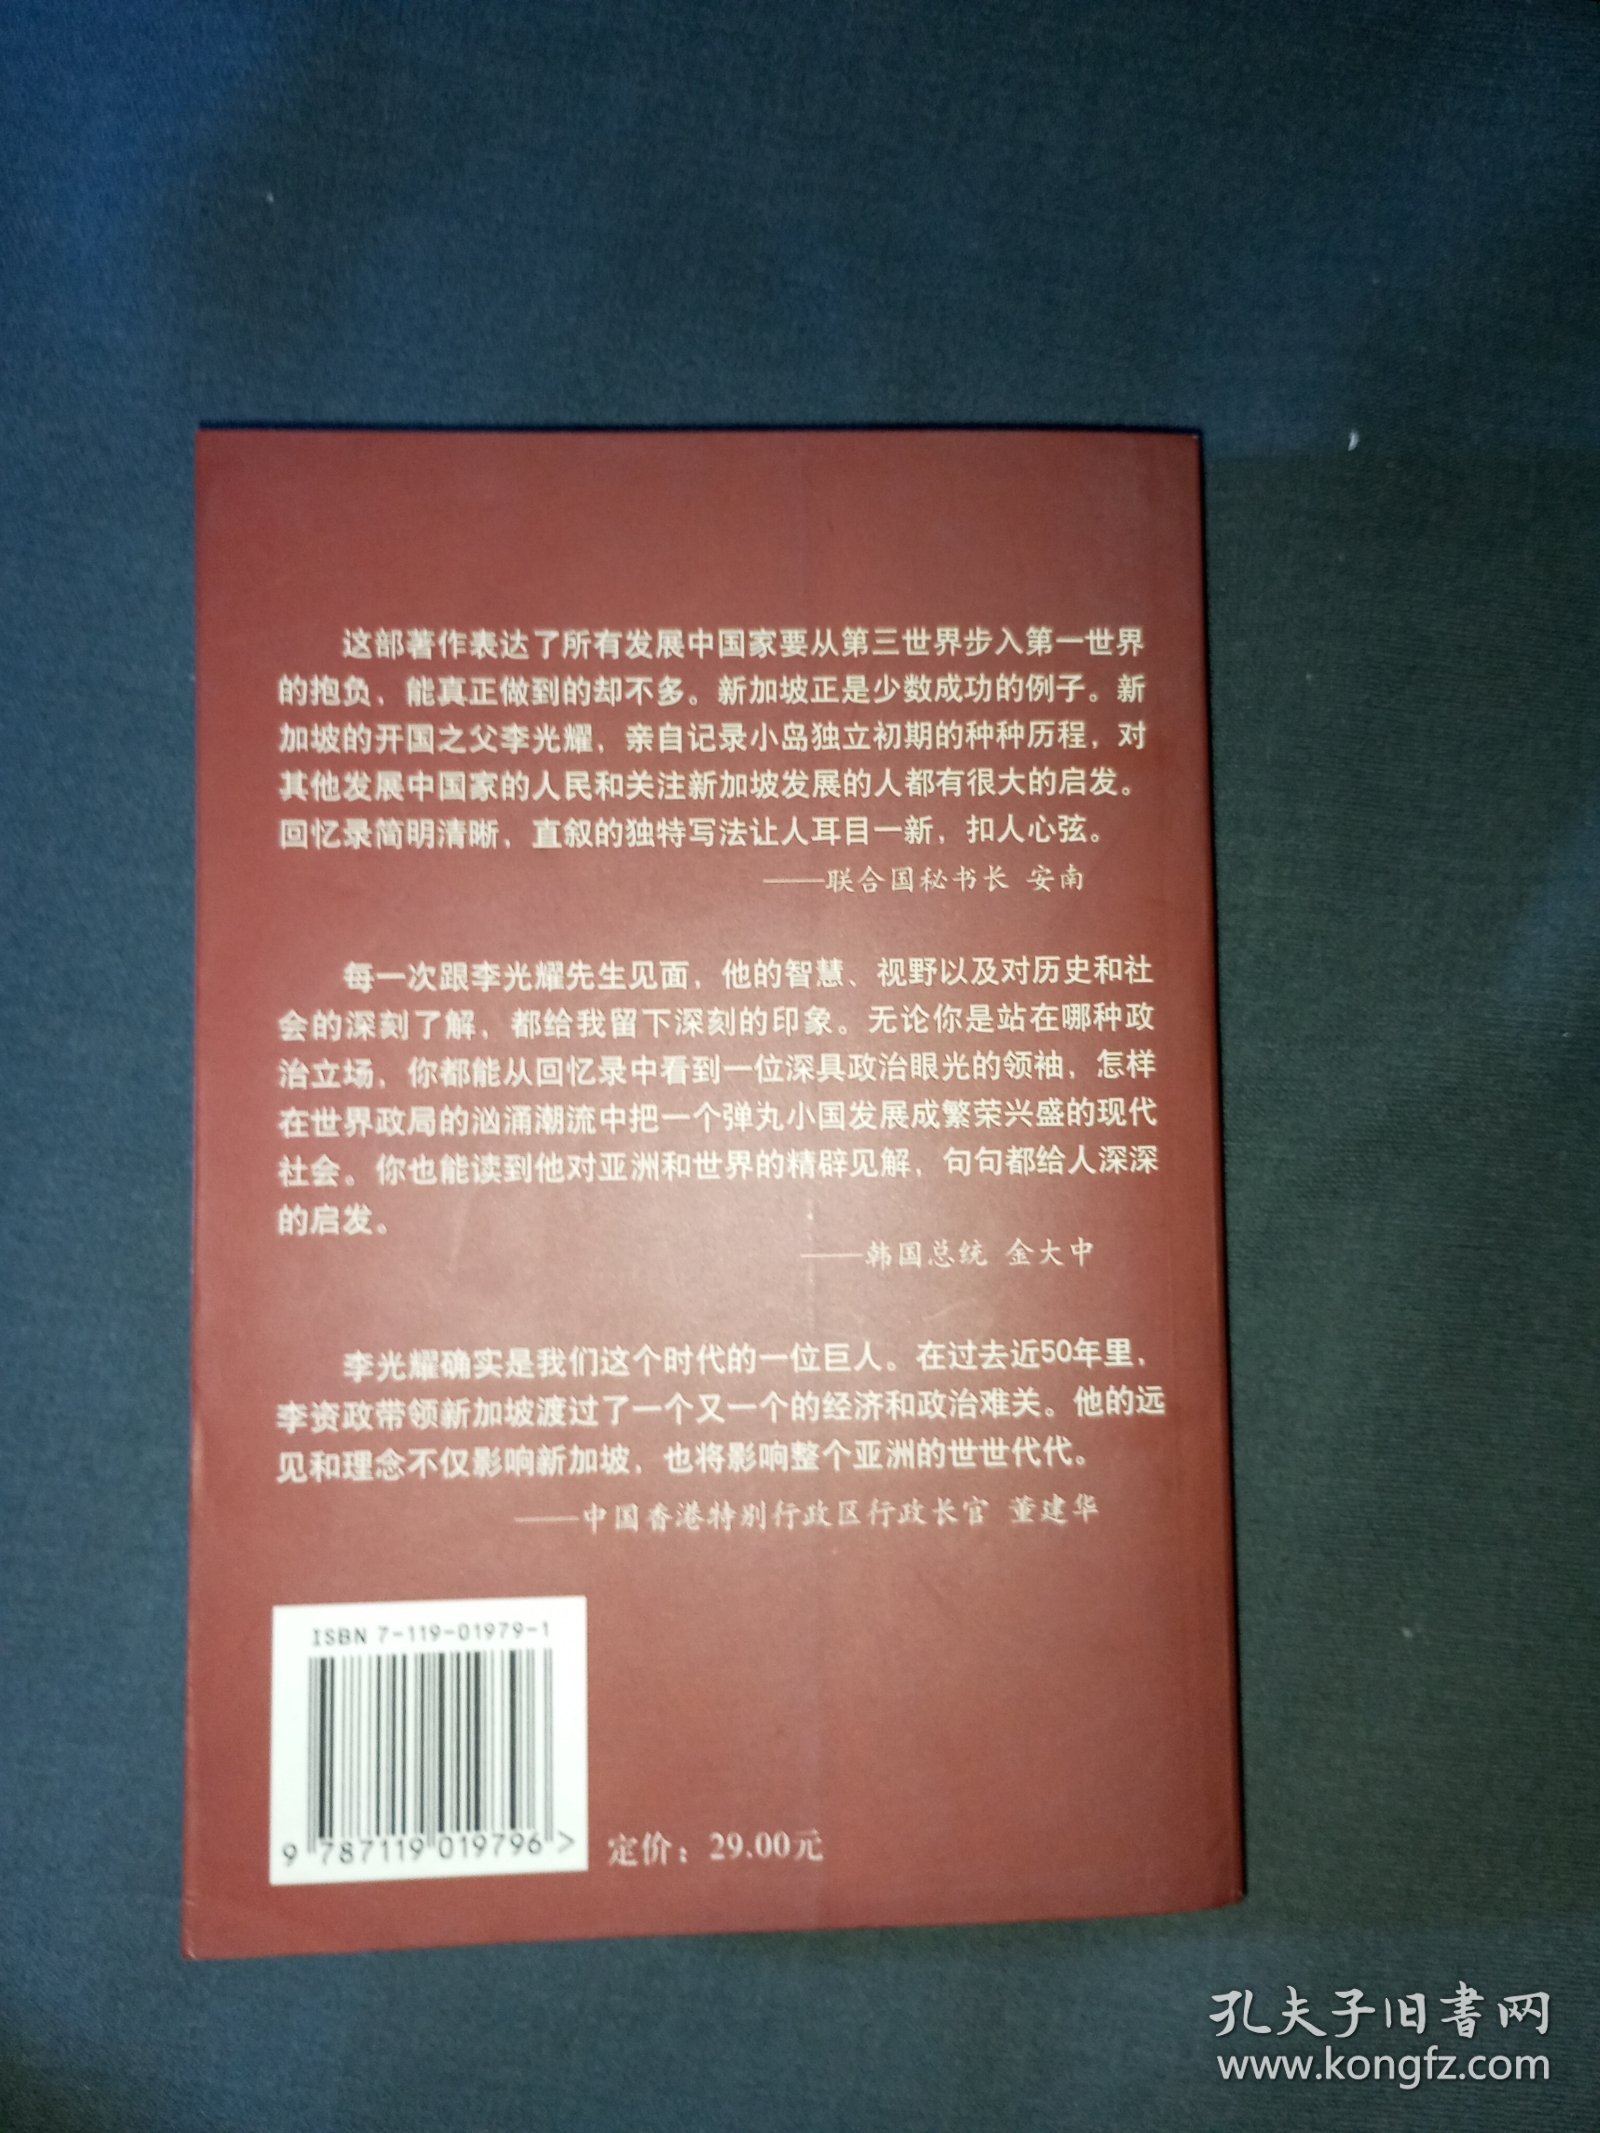 这部著作表达了所有发展中国家要从第三世界步入第一世界
的抱负，能真正做到的却不多。新加坡正是少数成功的例子。新
加坡的开国之父李光耀，亲自记录小岛独立初期的种种历程，对
其他发展中国家的人民和关注新加坡发展的人都有很大的启发。
回忆录简明清晰，直叙的独特写法让人耳目一新，扣人心弦。
——联合国秘书长 安南
每一次跟李光耀先生见面，他的智慧、视野以及对历史和社
会的深刻了解，都给我留下深刻的印象。无论你是站在哪种政
治立场，你都能从回忆录中看到一位深具政治眼光的领袖，怎样
在世界政局的汹涌潮流中把一个弹丸小国发展成繁荣兴盛的现代
社会。你也能读到他对亚洲和世界的精辟见解，句句都给人深深
的启发。
——韩国总统 金大中
李光耀确实是我们这个时代的一位巨人。在过去近50年里，
李资政带领新加坡渡过了一个又一个的经济和政治难关。他的远
见和理念不仅影响新加坡，也将影响整个亚洲的世世代代。
——中国香港特别行政区行政长官 董建华
ISBN 7-119-01979-1
9 787119 019796 >
定价：29.00元
孔夫子旧书网
www.kongfz.com